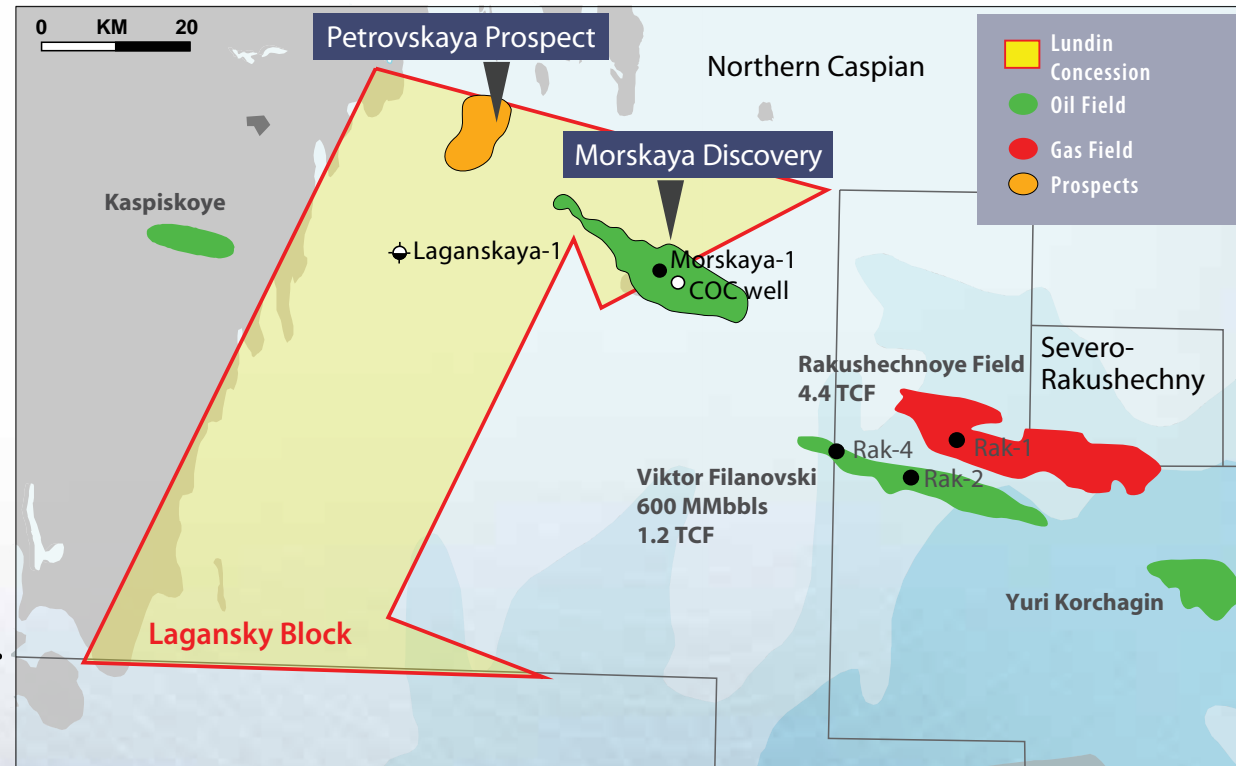 0 KM 20
Petrovskaya Prospect
Northern Caspian
Lundin
Concession
Oil Field
Gas Field
Prospects
Morskaya Discovery
Kaspiskoye
Laganskaya-1
Morskaya-1
COC well
Severo-
Rakushechny
Rakushechnoye Field
4.4 TCF
Rak-1
Rak-4
Rak-2
Viktor Filanovski
600 MMbbls
1.2 TCF
Yuri Korchagin
Lagansky Block